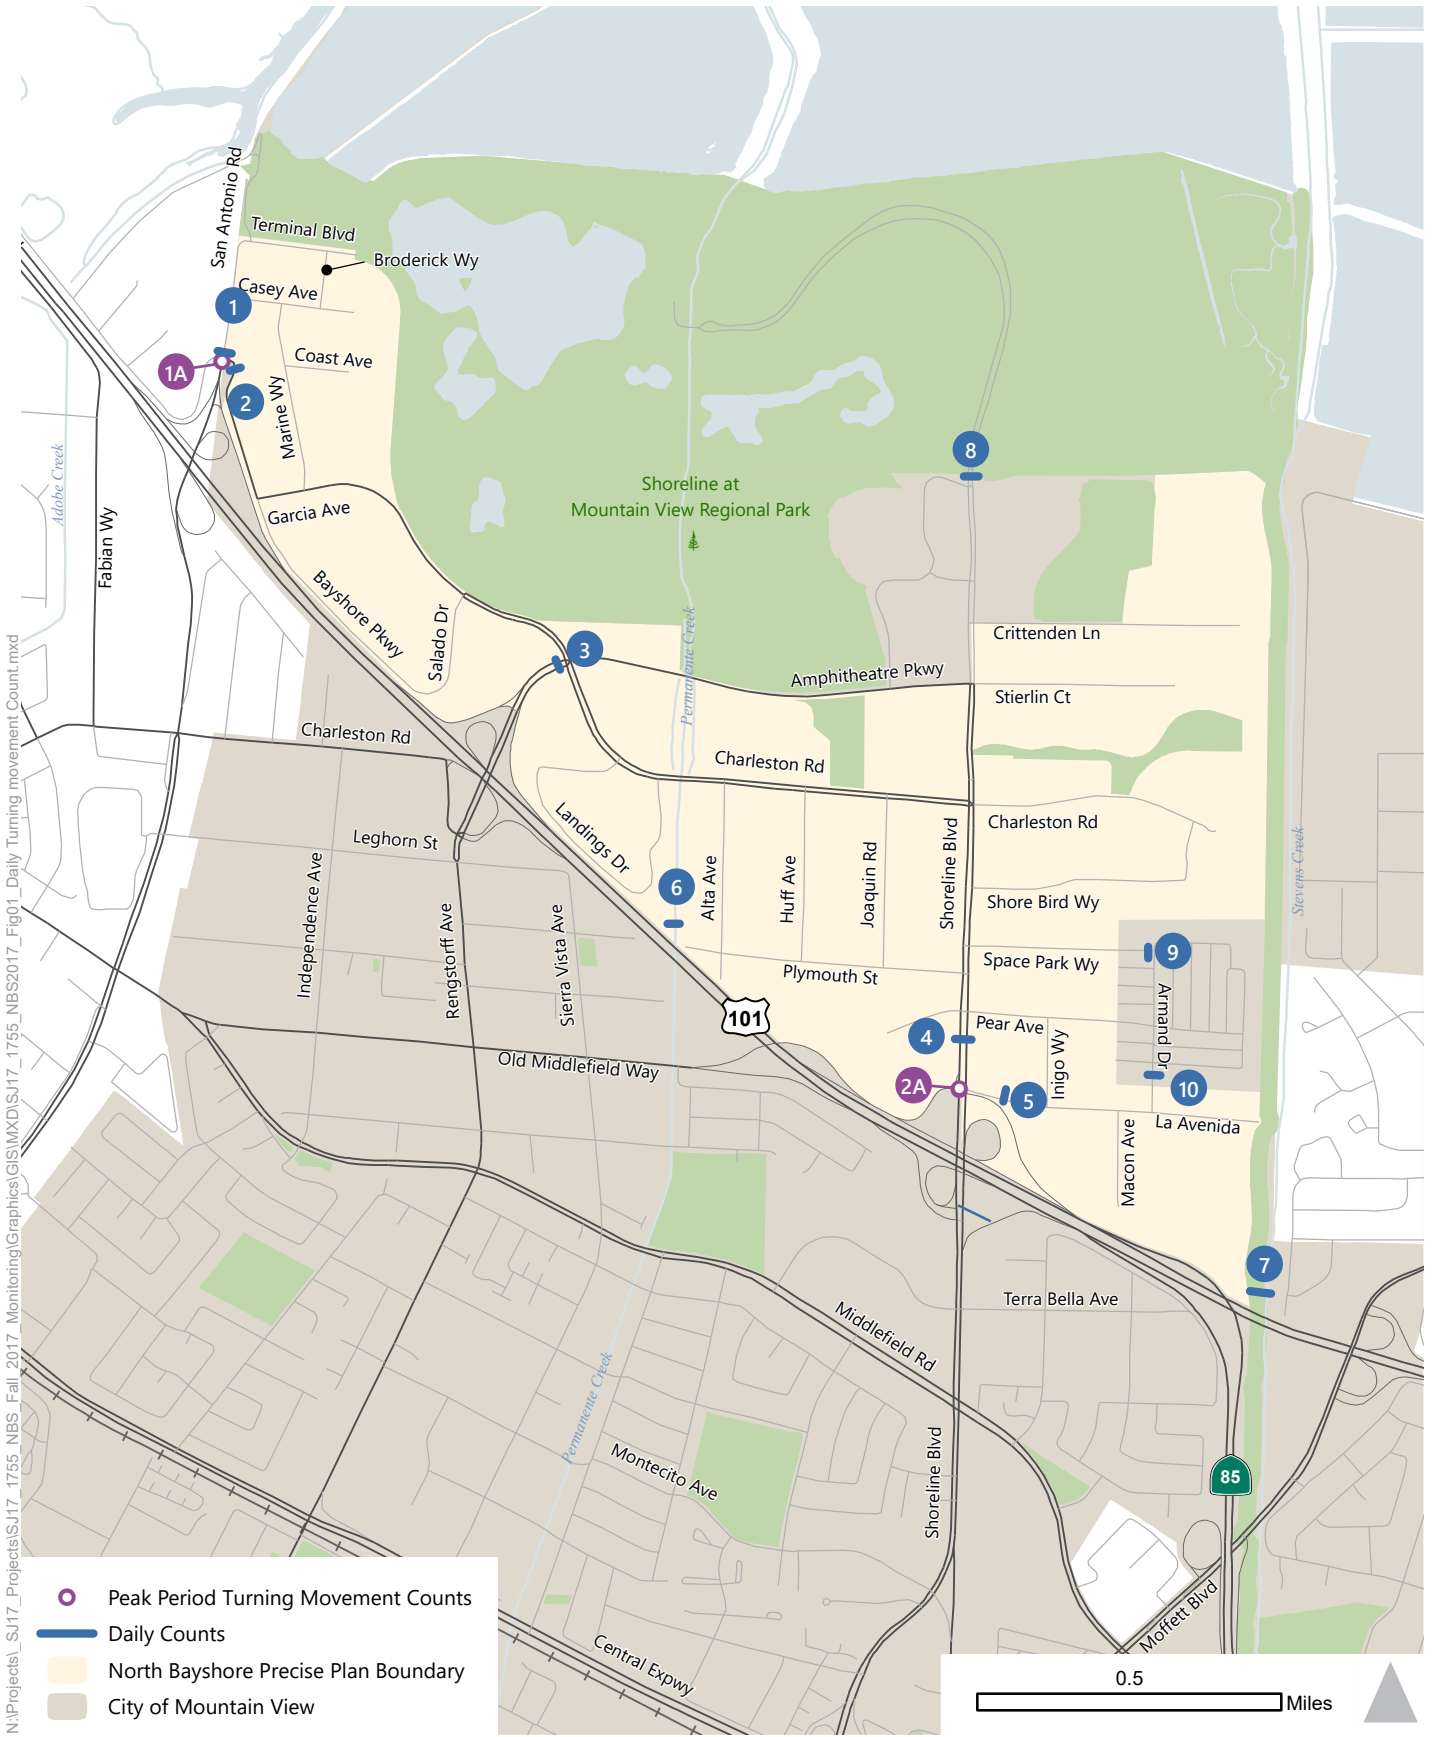 San Antonio Rd
Terminal Blvd
Broderick Wy
Casey Ave
1
Coast Ave
1A
2
Marine Wy
Adobe Creek
Fabian Wy
Garcia Ave
8
Shoreline at
Mountain View Regional Park
Bayshore Pkwy
Salado Dr
3
Permanente Creek
Crittenden Ln
Amphitheatre Pkwy
Stierlin Ct
Charleston Rd
Charleston Rd
Charleston Rd
Landings Dr
Leghorn St
Independence Ave
Rengstorff Ave
Sierra Vista Ave
6
Alta Ave
Huff Ave
Joaquin Rd
Shoreline Blvd
Stevens Creek
Shore Bird Wy
Space Park Wy
9
Plymouth St
101
Armand Dr
Pear Ave
4
Inigo Wy
Old Middlefield Way
2A
5
10
La Avenida
Macon Ave
7
Terra Bella Ave
Middlefield Rd
Permanente Creek
Montecito Ave
Shoreline Blvd
85
Moffett Blvd
Central Expwy
Peak Period Turning Movement Counts
Daily Counts
North Bayshore Precise Plan Boundary
City of Mountain View
0.5
Miles
N:\Projects\_SJ17_Projects\SJ17_1755_NBS_Fall_2017_Monitoring\Graphics\GIS\MXD\SJ17_1755_NBS2017_Fig01_Daily Turning movement Count.mxd